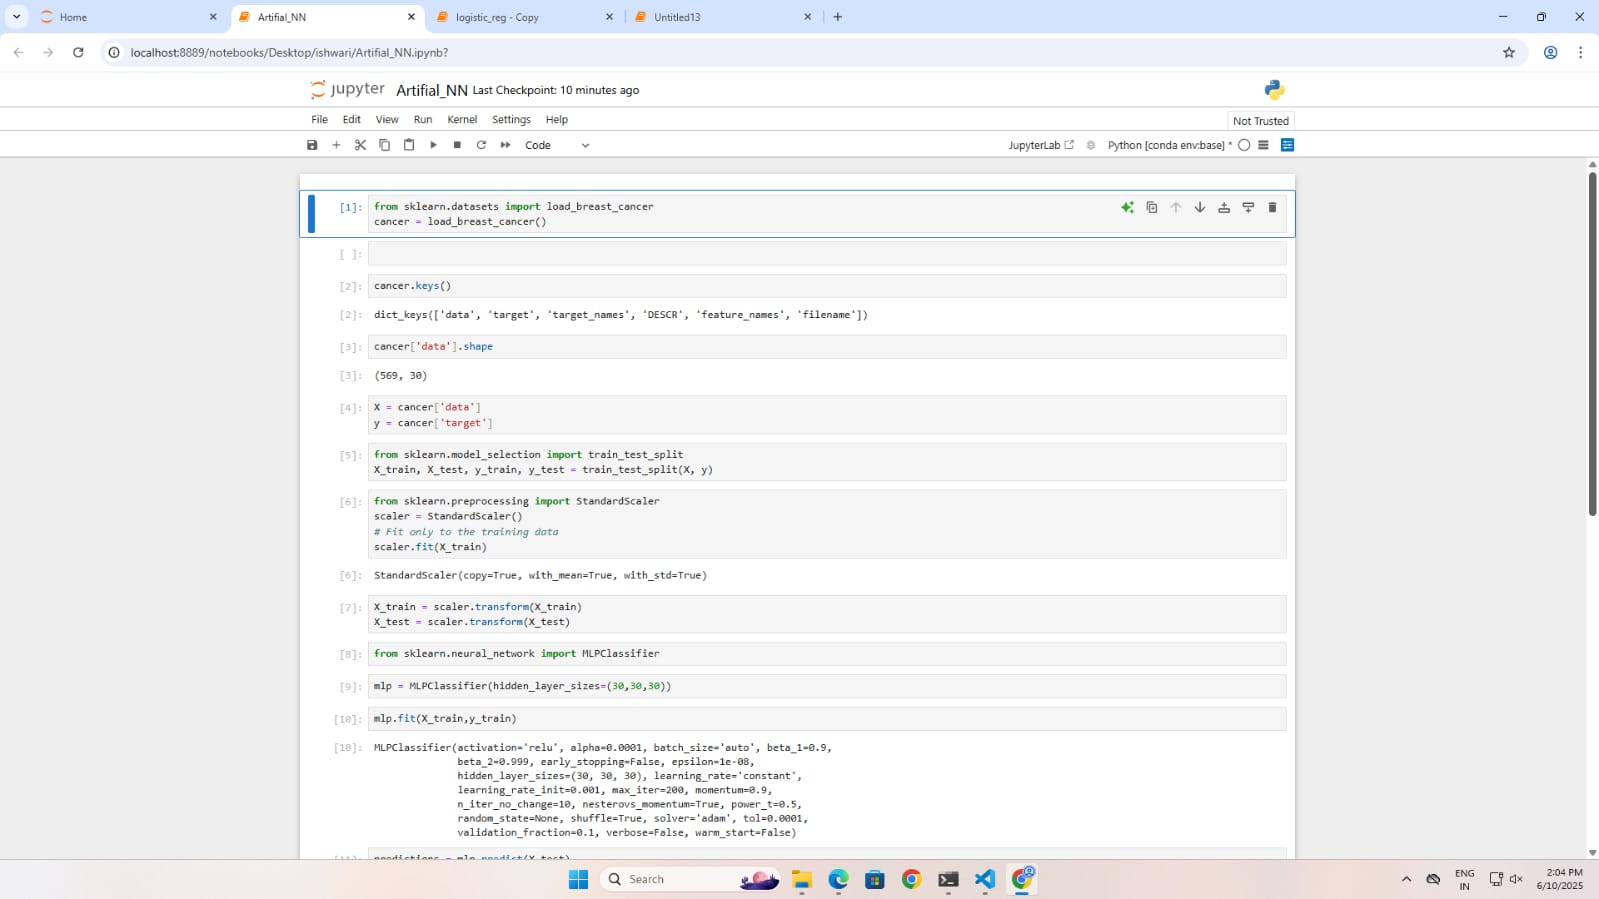 Home
Artifial_NN
logistic_reg - Copy
Untitled13
localhost:8889/notebooks/Desktop/ishwari/Artifial_NN.ipynb?
jupyter Artifial_NN Last Checkpoint: 10 minutes ago
File Edit View Run Kernel Settings Help
Not Trusted
Code
JupyterLab
Python [conda env:base] *
[1]: from sklearn.datasets import load_breast_cancer
cancer = load_breast_cancer()
[ ]:
[2]: cancer.keys()
[2]: dict_keys(['data', 'target', 'target_names', 'DESCR', 'feature_names', 'filename'])
[3]: cancer['data'].shape
[3]: (569, 30)
[4]: X = cancer['data']
y = cancer['target']
[5]: from sklearn.model_selection import train_test_split
X_train, X_test, y_train, y_test = train_test_split(X, y)
[6]: from sklearn.preprocessing import StandardScaler
scaler = StandardScaler()
# Fit only to the training data
scaler.fit(X_train)
[6]: StandardScaler(copy=True, with_mean=True, with_std=True)
[7]: X_train = scaler.transform(X_train)
X_test = scaler.transform(X_test)
[8]: from sklearn.neural_network import MLPClassifier
[9]: mlp = MLPClassifier(hidden_layer_sizes=(30,30,30))
[10]: mlp.fit(X_train,y_train)
[10]: MLPClassifier(activation='relu', alpha=0.0001, batch_size='auto', beta_1=0.9,
beta_2=0.999, early_stopping=False, epsilon=1e-08,
hidden_layer_sizes=(30, 30, 30), learning_rate='constant',
learning_rate_init=0.001, max_iter=200, momentum=0.9,
n_iter_no_change=10, nesterovs_momentum=True, power_t=0.5,
random_state=None, shuffle=True, solver='adam', tol=0.0001,
validation_fraction=0.1, verbose=False, warm_start=False)
[11]: predictions = mlp.predict(X_test)
Search
ENG
IN
2:04 PM
6/10/2025